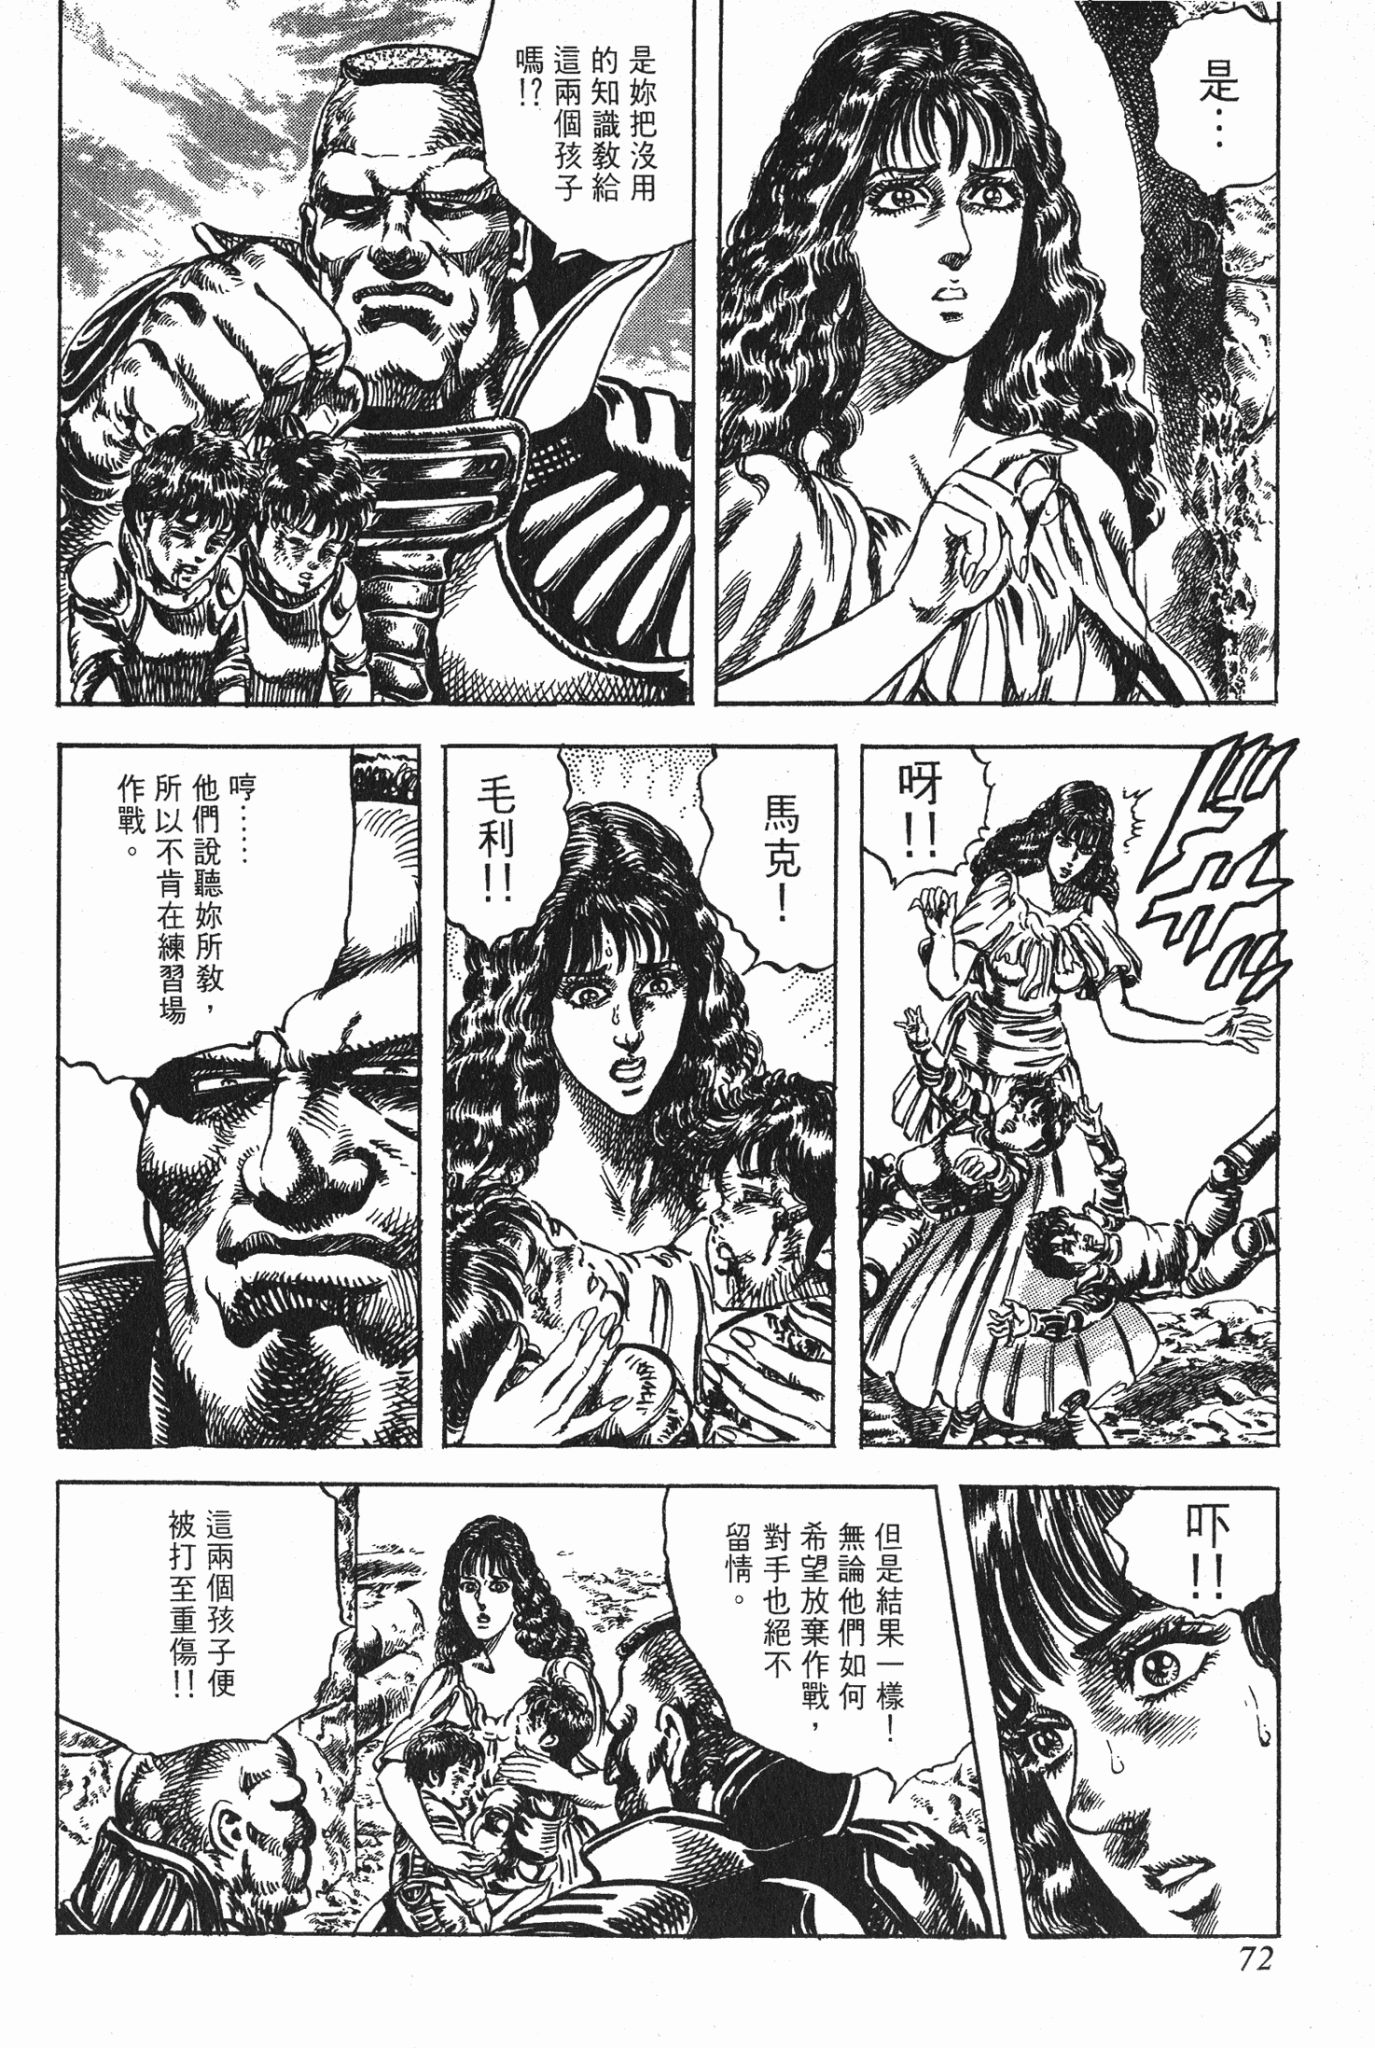 是…
是妳把沒用
的知識教給
這兩個孩子
嗎!?
ドサッ
呀!!
馬克!
毛利!!
哼……
他們說聽妳所教，
所以不肯在練習場
作戰。
吓!!
但是結果一樣!
無論他們如何
希望放棄作戰，
對手也絕不
留情。
這兩個孩子便
被打至重傷!!
72